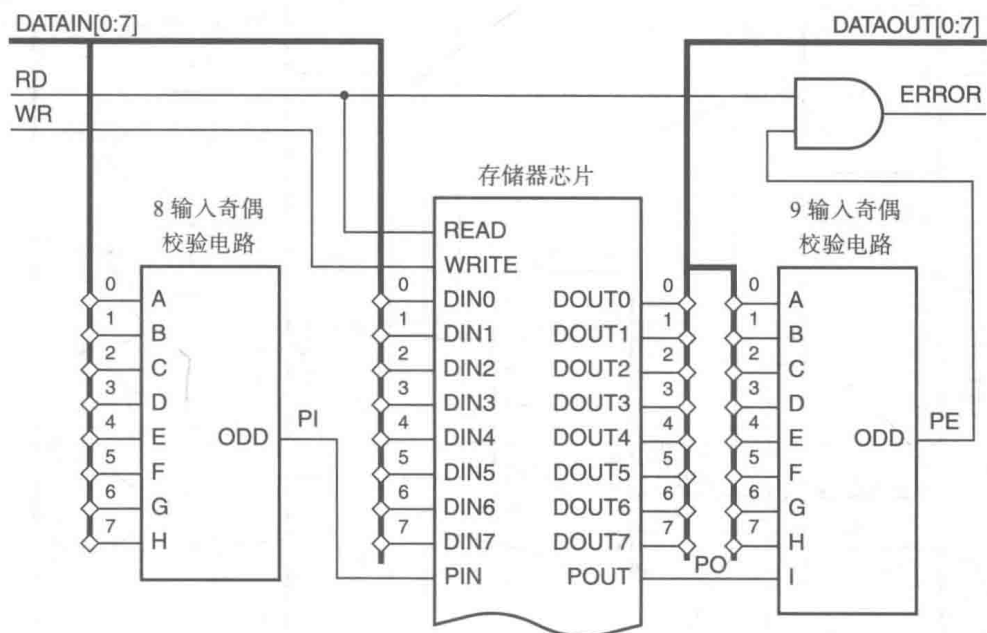 DATAIN[0:7]
DATAOUT[0:7]
RD
WR
ERROR
8 输入奇偶
校验电路
存储器芯片
9 输入奇偶
校验电路
0 A
1 B
2 C
3 D
4 E
5 F
6 G
7 H
ODD
PI
READ
WRITE
0 DIN0
1 DIN1
2 DIN2
3 DIN3
4 DIN4
5 DIN5
6 DIN6
7 DIN7
PIN
DOUT0 0
DOUT1 1
DOUT2 2
DOUT3 3
DOUT4 4
DOUT5 5
DOUT6 6
DOUT7 7
POUT
PO
0 A
1 B
2 C
3 D
4 E
5 F
6 G
7 H
I
ODD
PE